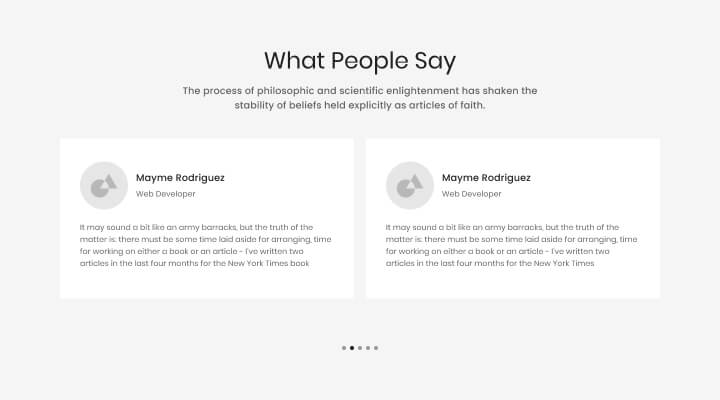 What People Say
The process of philosophic and scientific enlightenment has shaken the
stability of beliefs held explicitly as articles of faith.
Mayme Rodriguez
Web Developer
It may sound a bit like an army barracks, but the truth of the
matter is: there must be some time laid aside for arranging, time
for working on either a book or an article - I've written two
articles in the last four months for the New York Times book
Mayme Rodriguez
Web Developer
It may sound a bit like an army barracks, but the truth of the
matter is: there must be some time laid aside for arranging, time
for working on either a book or an article - I've written two
articles in the last four months for the New York Times